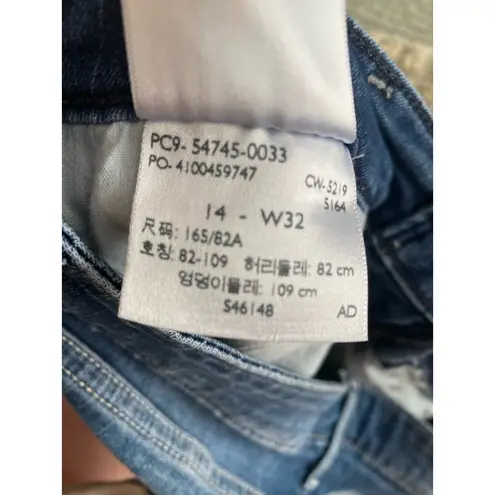 PC9- 54745-0033
PO- 4100459747
CW- 5219
5164
14 - W32
尺码: 165/82A
호칭: 82-109 허리둘레: 82 cm
엉덩이둘레: 109 cm
S46148 AD